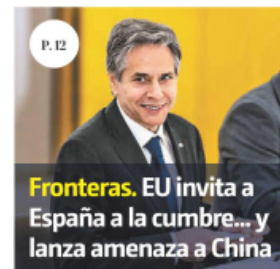 P. 12
Fronteras. EU invita a
España a la cumbre... y
lanza amenaza a China